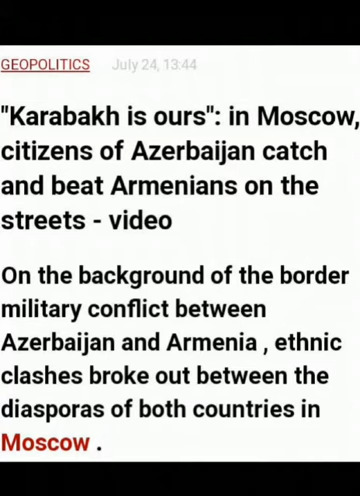 GEOPOLITICS July 24, 13:44
"Karabakh is ours": in Moscow,
citizens of Azerbaijan catch
and beat Armenians on the
streets - video
On the background of the border
military conflict between
Azerbaijan and Armenia , ethnic
clashes broke out between the
diasporas of both countries in
Moscow .